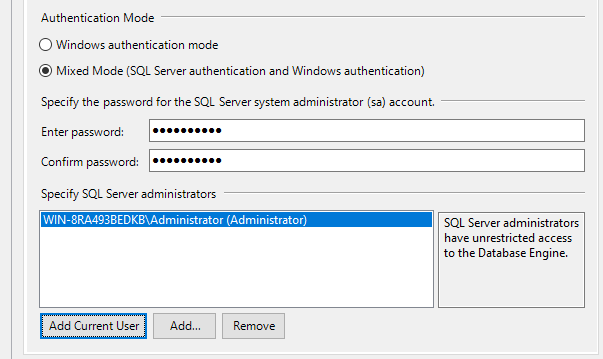 Authentication Mode
Windows authentication mode
Mixed Mode (SQL Server authentication and Windows authentication)
Specify the password for the SQL Server system administrator (sa) account.
Enter password: ●●●●●●●●●●
Confirm password: ●●●●●●●●●●
Specify SQL Server administrators
WIN-8RA493BEDKB\Administrator (Administrator)
SQL Server administrators
have unrestricted access
to the Database Engine.
Add Current User Add... Remove